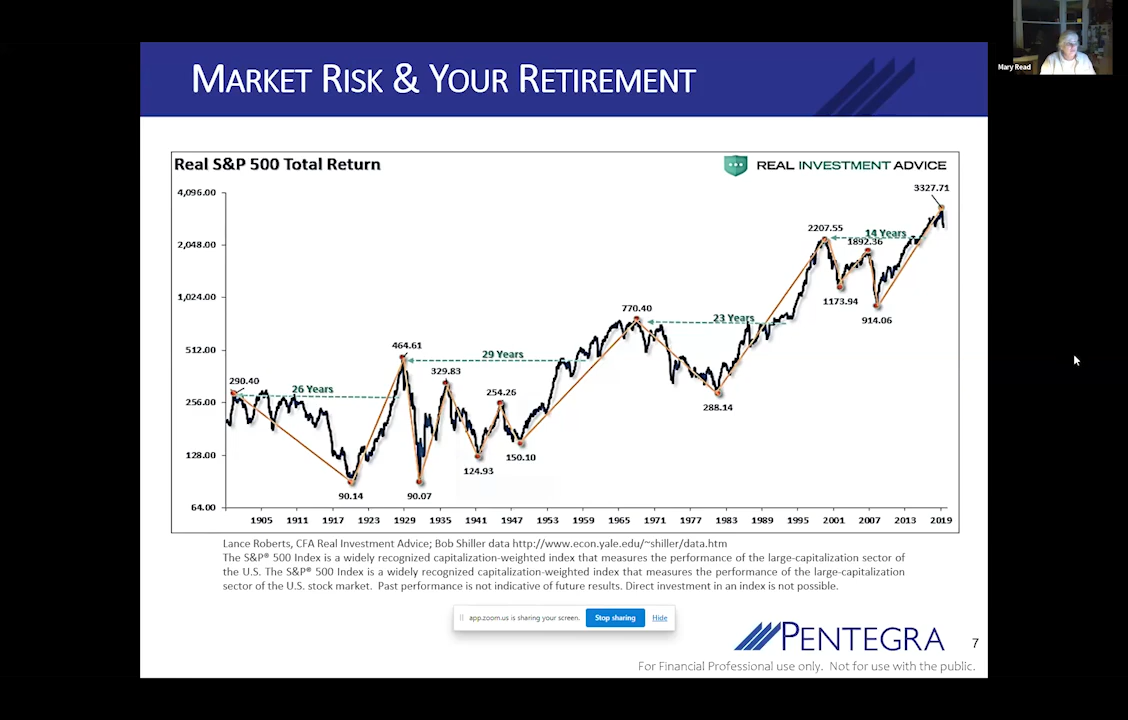 Mary Read
MARKET RISK & YOUR RETIREMENT
Real S&P 500 Total Return
REAL INVESTMENT ADVICE
4,096.00
2,048.00
1,024.00
512.00
256.00
128.00
64.00
290.40
26 Years
90.14
464.61
90.07
29 Years
329.83
124.93
254.26
150.10
770.40
23 Years
288.14
2207.55
14 Years
1892.36
1173.94
914.06
3327.71
1905 1911 1917 1923 1929 1935 1941 1947 1953 1959 1965 1971 1977 1983 1989 1995 2001 2007 2013 2019
Lance Roberts, CFA Real Investment Advice; Bob Shiller data http://www.econ.yale.edu/~shiller/data.htm
The S&P® 500 Index is a widely recognized capitalization-weighted index that measures the performance of the large-capitalization sector of
the U.S. The S&P® 500 Index is a widely recognized capitalization-weighted index that measures the performance of the large-capitalization
sector of the U.S. stock market. Past performance is not indicative of future results. Direct investment in an index is not possible.
app.zoom.us is sharing your screen. Stop sharing Hide
PENTEGRA
7
For Financial Professional use only. Not for use with the public.